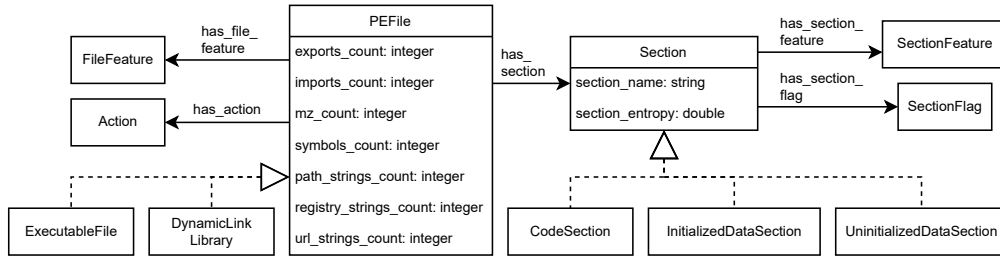 PEFile
exports_count: integer
imports_count: integer
mz_count: integer
symbols_count: integer
path_strings_count: integer
registry_strings_count: integer
url_strings_count: integer
has_file_
feature
FileFeature
has_action
Action
ExecutableFile
DynamicLink
Library
has_
section
Section
section_name: string
section_entropy: double
has_section_
feature
SectionFeature
has_section_
flag
SectionFlag
CodeSection
InitializedDataSection
UninitializedDataSection